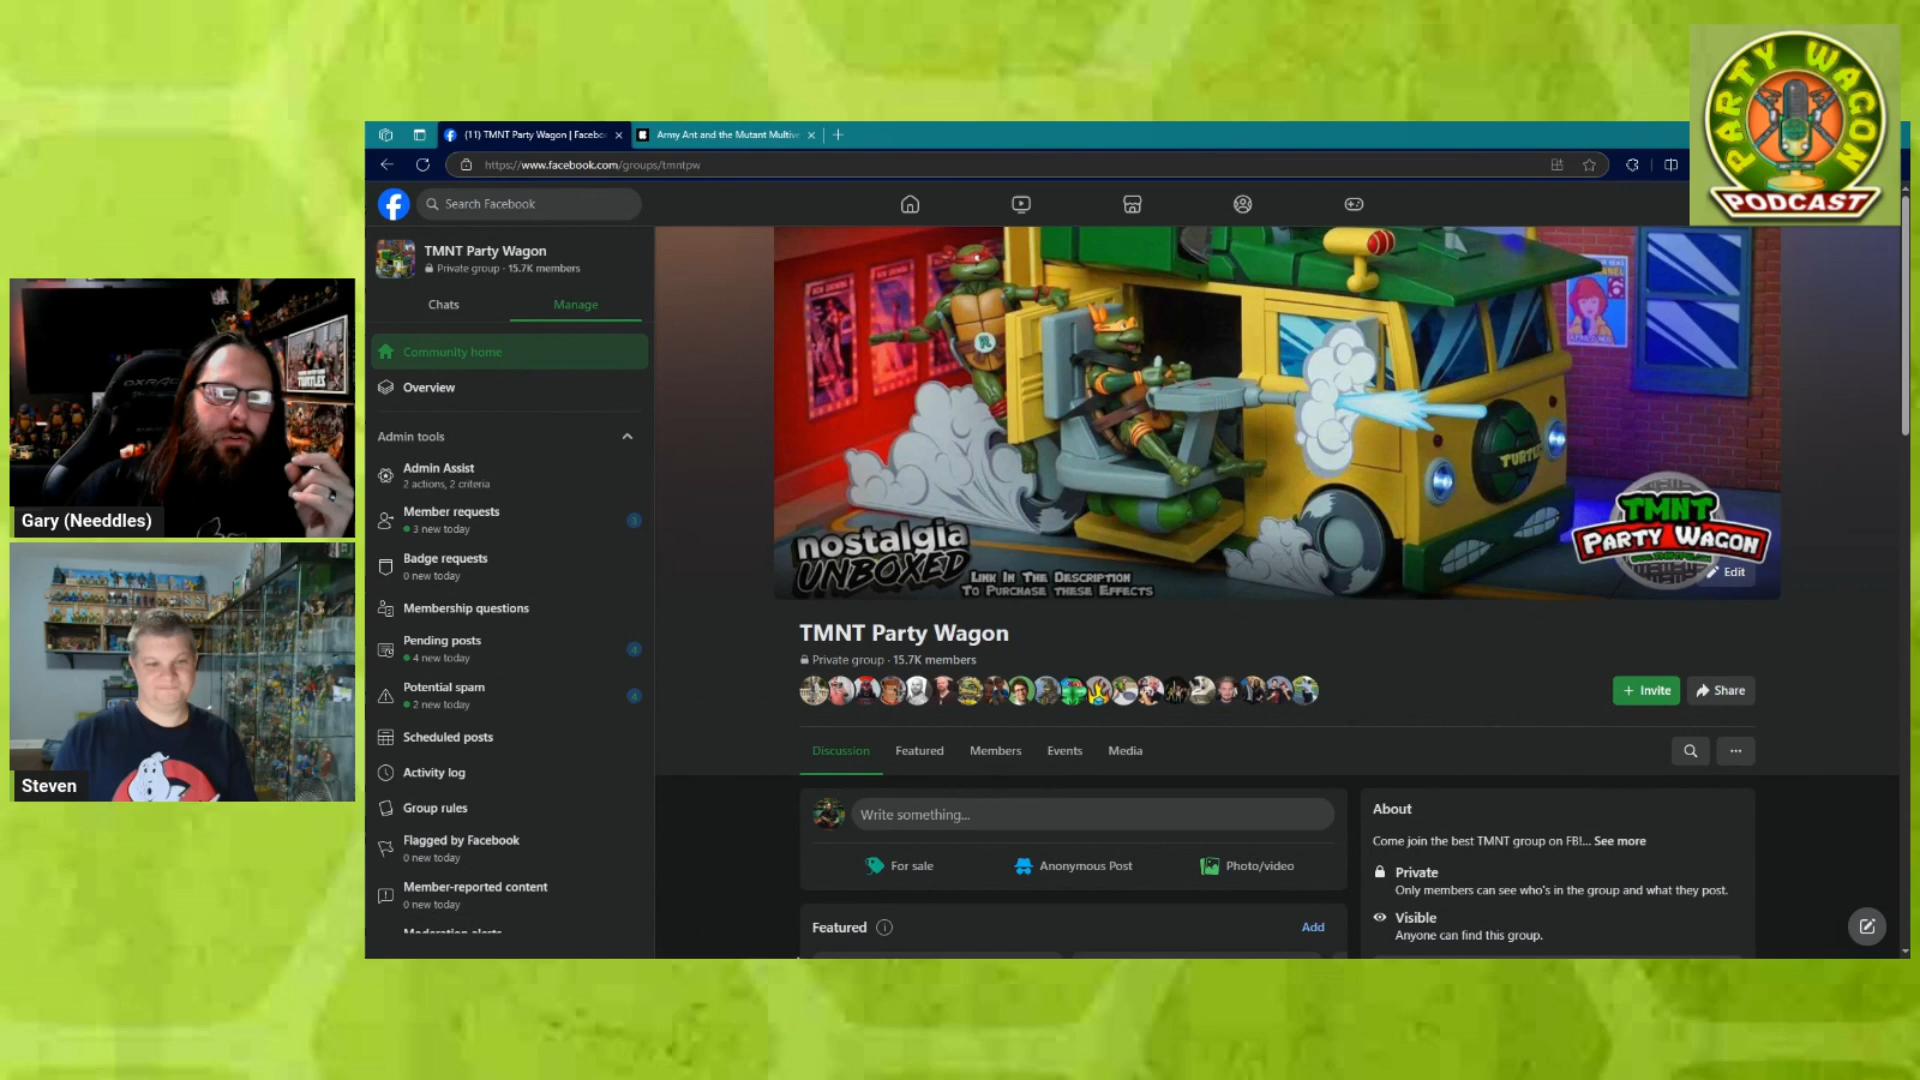 PARTY WAGON
PODCAST
(11) TMNT Party Wagon | Facebo
Army Ant and the Mutant Multive
https://www.facebook.com/groups/tmntpw
Search Facebook
TMNT Party Wagon
Private group · 15.7K members
Chats
Manage
Community home
Overview
Admin tools
Admin Assist
2 actions, 2 criteria
Member requests
3 new today
3
Badge requests
0 new today
Membership questions
Pending posts
4 new today
4
Potential spam
2 new today
4
Scheduled posts
Activity log
Group rules
Flagged by Facebook
0 new today
Member-reported content
0 new today
Moderation alerts
TURTLES
DXRAC
Gary (Needdles)
Steven
nostalgia
UNBOXED
Link In The Description
To Purchase These Effects
TMNT
PARTY WAGON
Edit
TMNT Party Wagon
Private group · 15.7K members
+ Invite
Share
Discussion
Featured
Members
Events
Media
Write something...
For sale
Anonymous Post
Photo/video
Featured
Add
About
Come join the best TMNT group on FB!... See more
Private
Only members can see who's in the group and what they post.
Visible
Anyone can find this group.